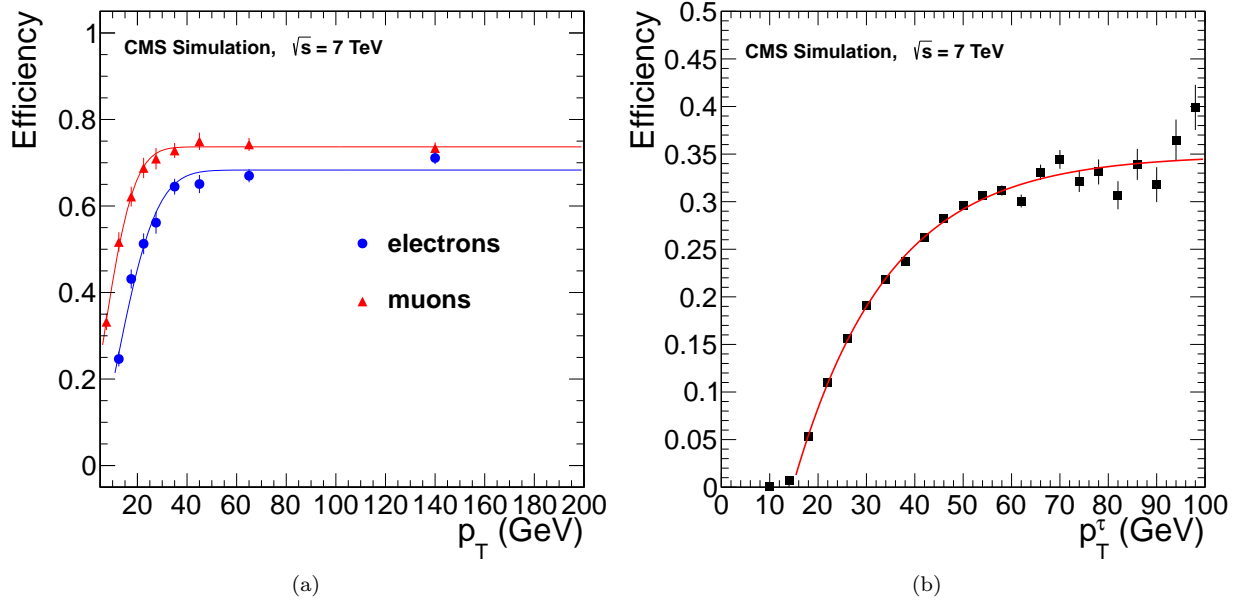 CMS Simulation, √s = 7 TeV
Efficiency
1
0.8
0.6
0.4
0.2
0
electrons
muons
20 40 60 80 100 120 140 160 180 200
p_T (GeV)
(a)
CMS Simulation, √s = 7 TeV
Efficiency
0.5
0.45
0.4
0.35
0.3
0.25
0.2
0.15
0.1
0.05
0
0 10 20 30 40 50 60 70 80 90 100
p_T^τ (GeV)
(b)